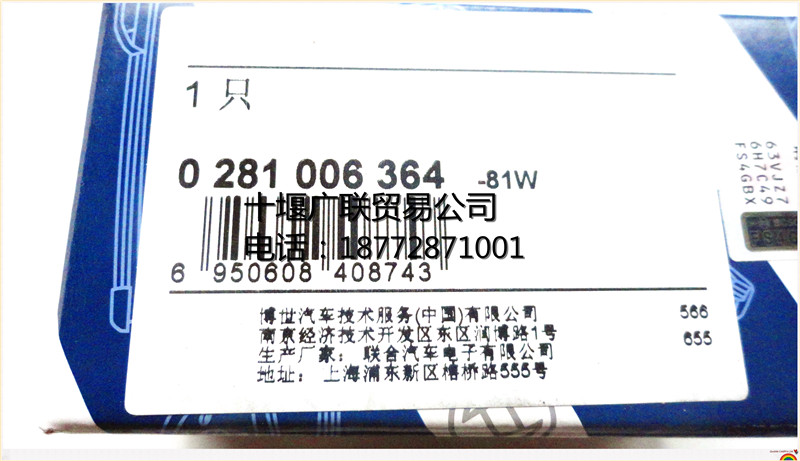 1 只
0 281 006 364 -81W
十堰广联贸易公司
电话：18772871001
6 950608 408743
博世汽车技术服务(中国)有限公司 566
南京经济技术开发区东区润博路1号 655
生产厂家： 联合汽车电子有限公司
地址： 上海浦东新区榕桥路555号
63VJZ7
6H7C49
FS4GBX